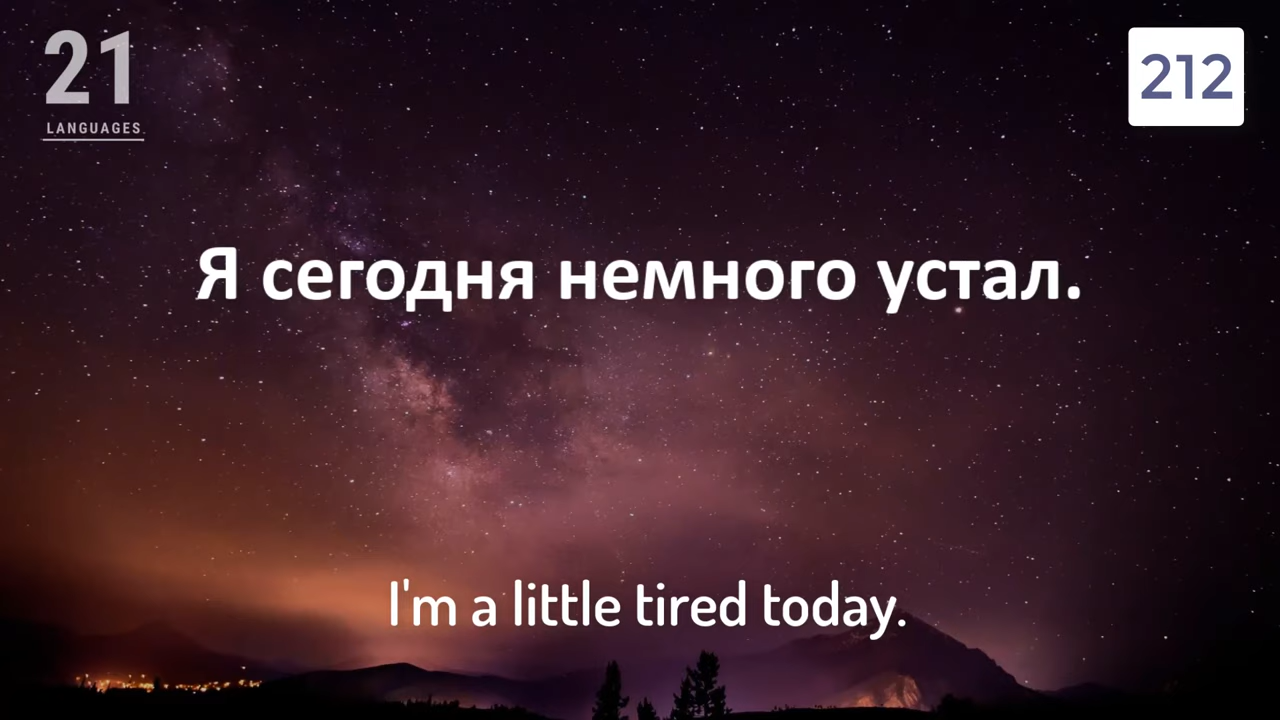 21
LANGUAGES
212
Я сегодня немного устал.
I'm a little tired today.